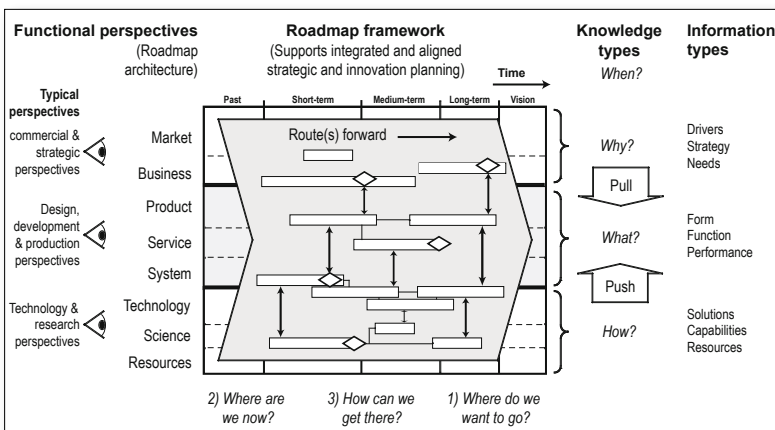 Functional perspectives
(Roadmap
architecture)
Roadmap framework
(Supports integrated and aligned
strategic and innovation planning)
Knowledge
types
Information
types
Time
When?
Past
Short-term
Medium-term
Long-term
Vision
Typical
perspectives
commercial &
strategic
perspectives
Market
Business
Route(s) forward
Why?
Drivers
Strategy
Needs
Pull
Design,
development
& production
perspectives
Product
Service
System
What?
Form
Function
Performance
Push
Technology &
research
perspectives
Technology
Science
Resources
How?
Solutions
Capabilities
Resources
2) Where are
we now?
3) How can we
get there?
1) Where do we
want to go?